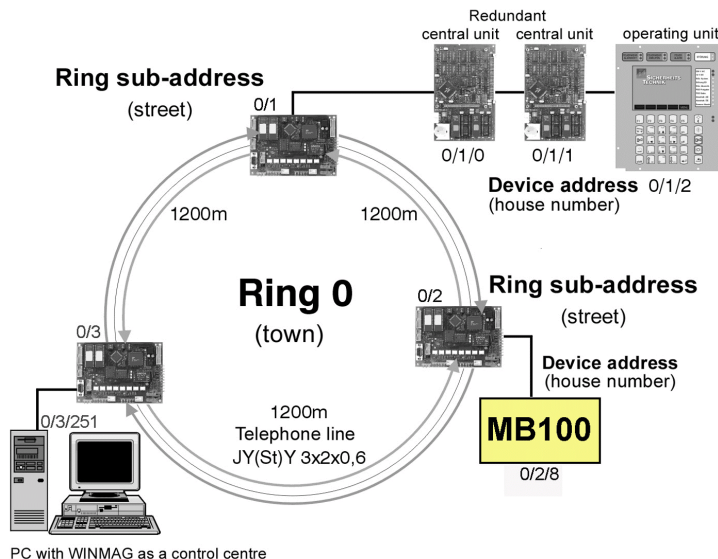 Redundant
central unit central unit operating unit
SICHERHEITS
TECHNIK
Ring sub-address
(street)
0/1
0/1/0 0/1/1
Device address 0/1/2
(house number)
1200m 1200m
Ring 0
(town)
0/2
Ring sub-address
(street)
0/3
Device address
(house number)
0/3/251
1200m
Telephone line
JY(St)Y 3x2x0,6
MB100
0/2/8
PC with WINMAG as a control centre